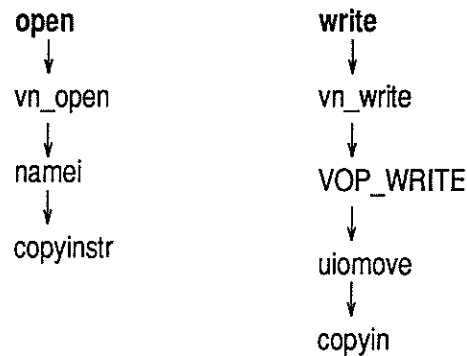 open
vn_open
namei
copyinstr
write
vn_write
VOP_WRITE
uiomove
copyin